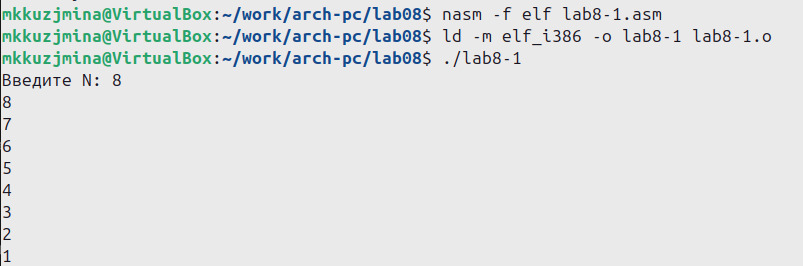 mkkuzjmina@VirtualBox:~/work/arch-pc/lab08$ nasm -f elf lab8-1.asm
mkkuzjmina@VirtualBox:~/work/arch-pc/lab08$ ld -m elf_i386 -o lab8-1 lab8-1.o
mkkuzjmina@VirtualBox:~/work/arch-pc/lab08$ ./lab8-1
Введите N: 8
8
7
6
5
4
3
2
1